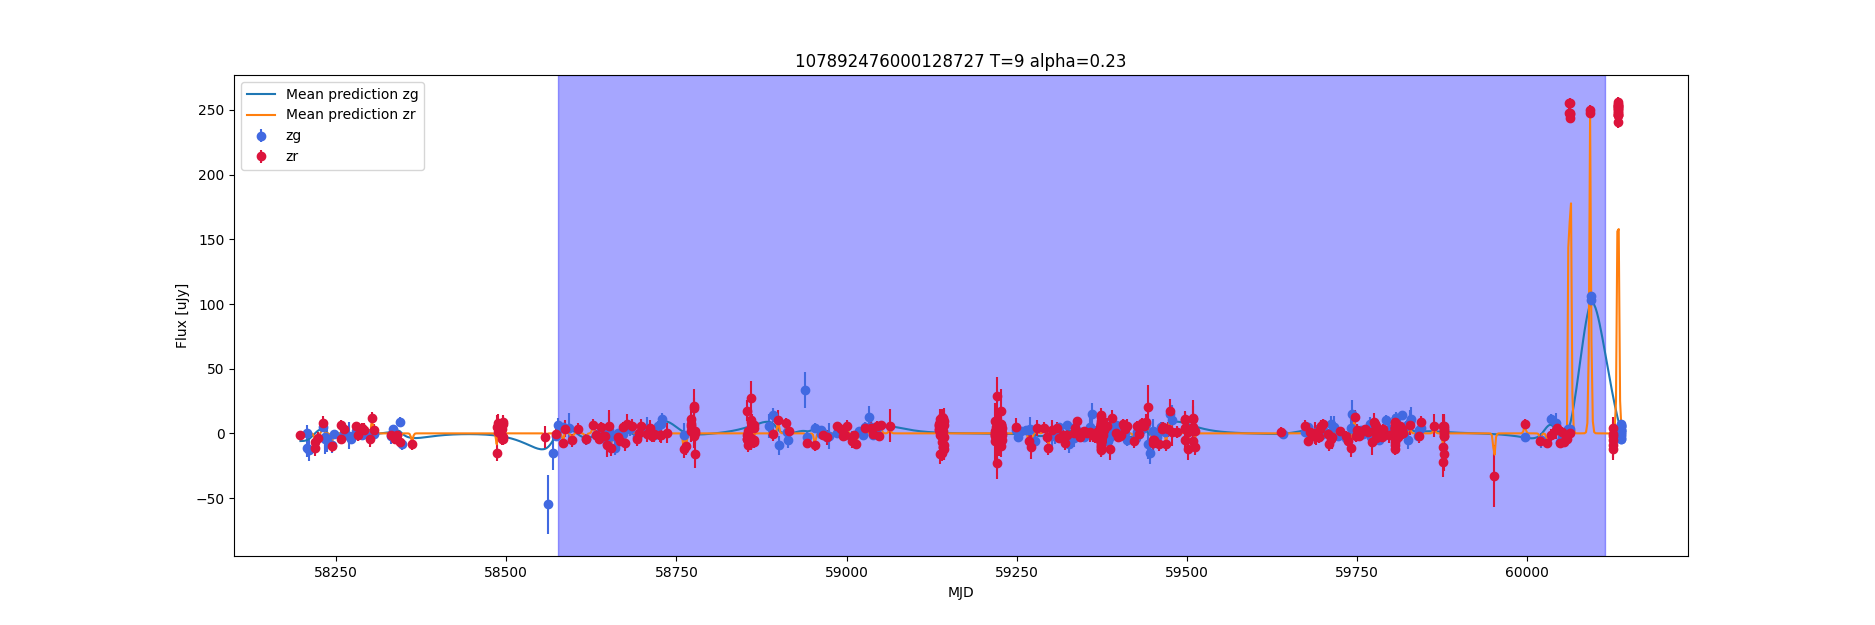 107892476000128727 T=9 alpha=0.23
Mean prediction zg
Mean prediction zr
zg
zr
Flux [uJy]
250
200
150
100
50
0
−50
58250 58500 58750 59000 59250 59500 59750 60000
MJD